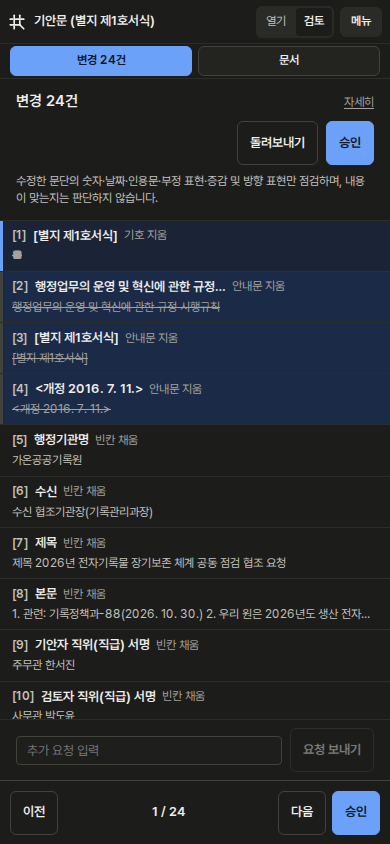 기안문 (별지 제1호서식)
열기 검토 메뉴
변경 24건 문서
변경 24건 자세히
돌려보내기 승인
수정한 문단의 숫자·날짜·인용문·부정 표현·증감 및 방향 표현만 점검하며, 내용
이 맞는지는 판단하지 않습니다.
[1] [별지 제1호서식] 기호 지움
[2] 행정업무의 운영 및 혁신에 관한 규정… 안내문 지움
행정업무의 운영 및 혁신에 관한 규정 시행규칙
[3] [별지 제1호서식] 안내문 지움
[별지 제1호서식]
[4] <개정 2016. 7. 11.> 안내문 지움
<개정 2016. 7. 11.>
[5] 행정기관명 빈칸 채움
가온공공기록원
[6] 수신 빈칸 채움
수신 협조기관장(기록관리과장)
[7] 제목 빈칸 채움
제목 2026년 전자기록물 장기보존 체계 공동 점검 협조 요청
[8] 본문 빈칸 채움
1. 관련: 기록정책과-88(2026. 10. 30.) 2. 우리 원은 2026년도 생산 전자…
[9] 기안자 직위(직급) 서명 빈칸 채움
주무관 한서진
[10] 검토자 직위(직급) 서명 빈칸 채움
사무관 박도윤
추가 요청 입력 요청 보내기
이전 1 / 24 다음 승인